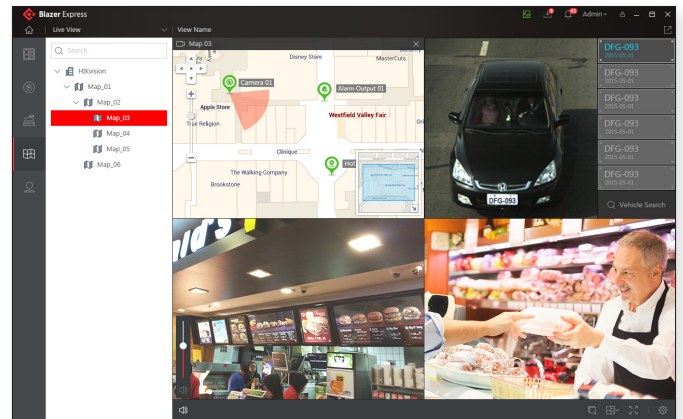 Blazer Express
Admin
Live View
View Name
Search
HIKvision
Map_01
Map_02
Map_03
Map_04
Map_05
Map_06
Map 03
Disney Store
MasterCuts
Camera 01
Alarm Output 01
Apple Store
True Religion
Westfield Valley Fair
Clinique
Hot
The Walking Company
Brookstone
DFG-093
DFG-093
2015-05-01
DFG-093
2015-05-01
DFG-093
2015-05-01
DFG-093
2015-05-01
DFG-093
2015-05-01
DFG-093
2015-05-01
Vehicle Search
ld's